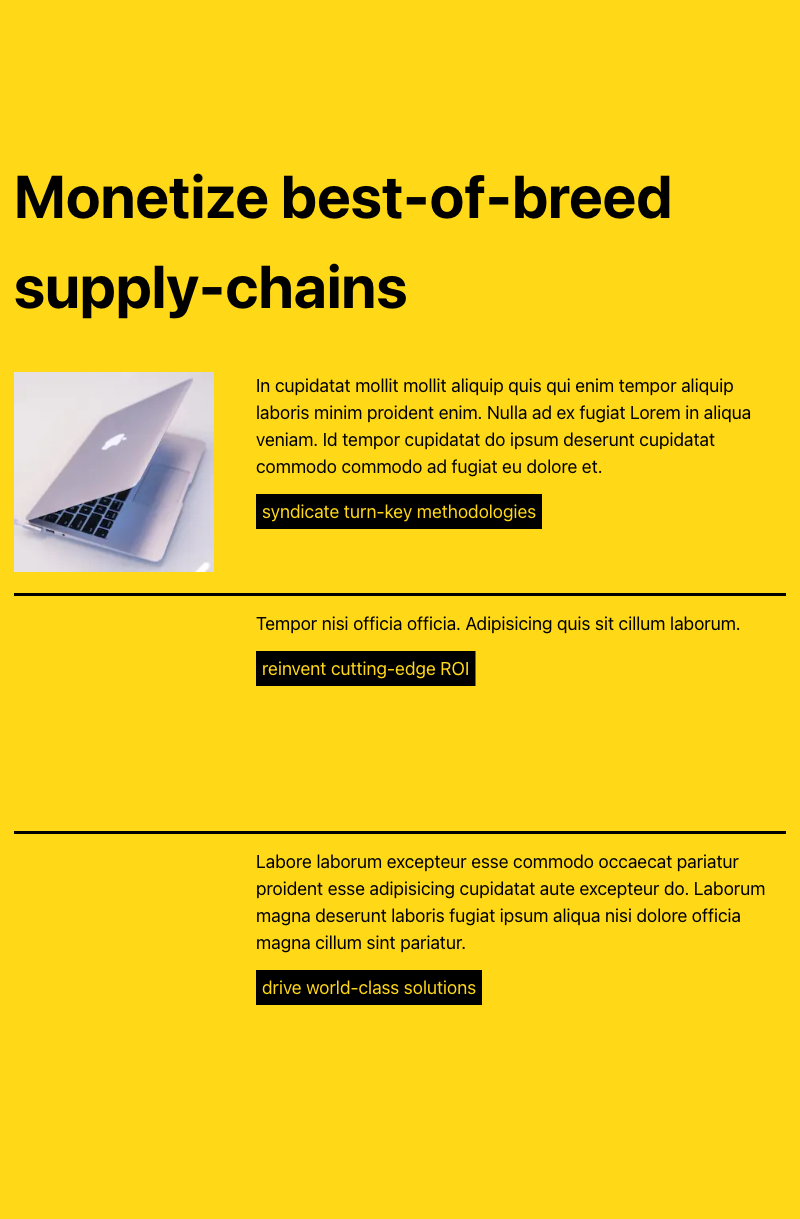 Monetize best-of-breed
supply-chains
In cupidatat mollit mollit aliquip quis qui enim tempor aliquip
laboris minim proident enim. Nulla ad ex fugiat Lorem in aliqua
veniam. Id tempor cupidatat do ipsum deserunt cupidatat
commodo commodo ad fugiat eu dolore et.
syndicate turn-key methodologies
Tempor nisi officia officia. Adipisicing quis sit cillum laborum.
reinvent cutting-edge ROI
Labore laborum excepteur esse commodo occaecat pariatur
proident esse adipisicing cupidatat aute excepteur do. Laborum
magna deserunt laboris fugiat ipsum aliqua nisi dolore officia
magna cillum sint pariatur.
drive world-class solutions